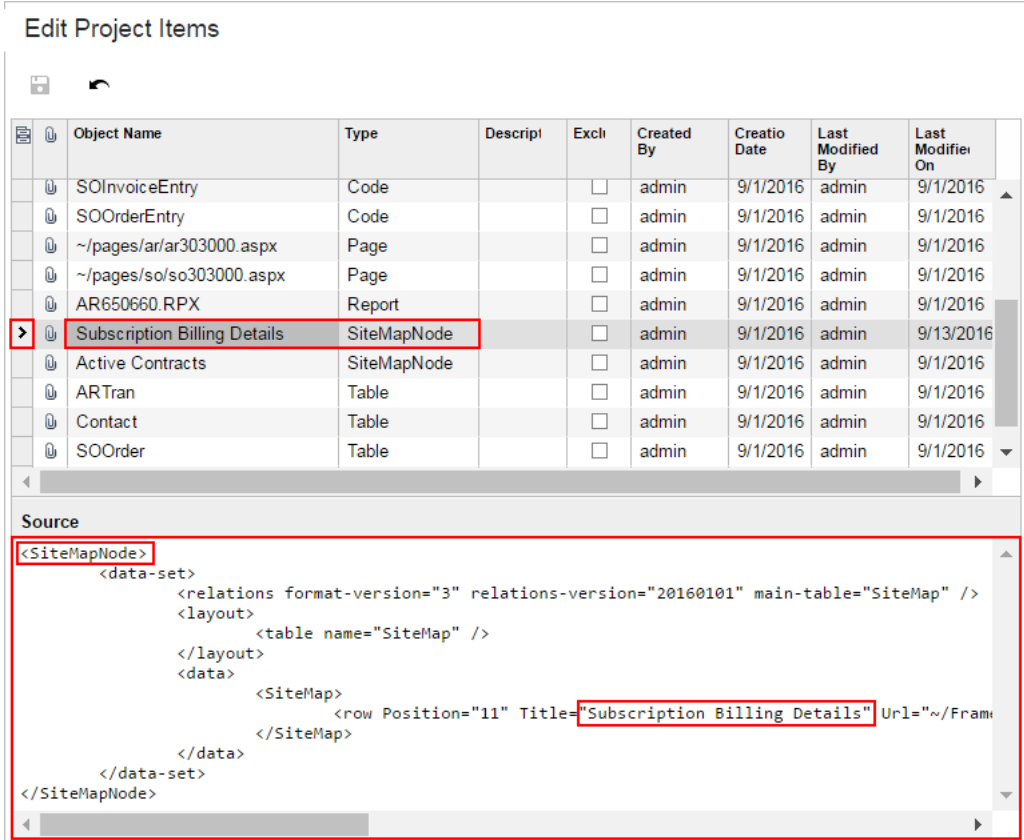 Edit Project Items
Object Name Type Descript Exclu Created By Creatio Date Last Modified By Last Modified On
SOInvoiceEntry Code admin 9/1/2016 admin 9/1/2016
SOOrderEntry Code admin 9/1/2016 admin 9/1/2016
~/pages/ar/ar303000.aspx Page admin 9/1/2016 admin 9/1/2016
~/pages/so/so303000.aspx Page admin 9/1/2016 admin 9/1/2016
AR650660.RPX Report admin 9/1/2016 admin 9/1/2016
Subscription Billing Details SiteMapNode admin 9/1/2016 admin 9/13/2016
Active Contracts SiteMapNode admin 9/1/2016 admin 9/1/2016
ARTran Table admin 9/1/2016 admin 9/1/2016
Contact Table admin 9/1/2016 admin 9/1/2016
SOOrder Table admin 9/1/2016 admin 9/1/2016
Source
<SiteMapNode>
<data-set>
<relations format-version="3" relations-version="20160101" main-table="SiteMap" />
<layout>
<table name="SiteMap" />
</layout>
<data>
<SiteMap>
<row Position="11" Title="Subscription Billing Details" Url="~/Frame
</SiteMap>
</data>
</data-set>
</SiteMapNode>